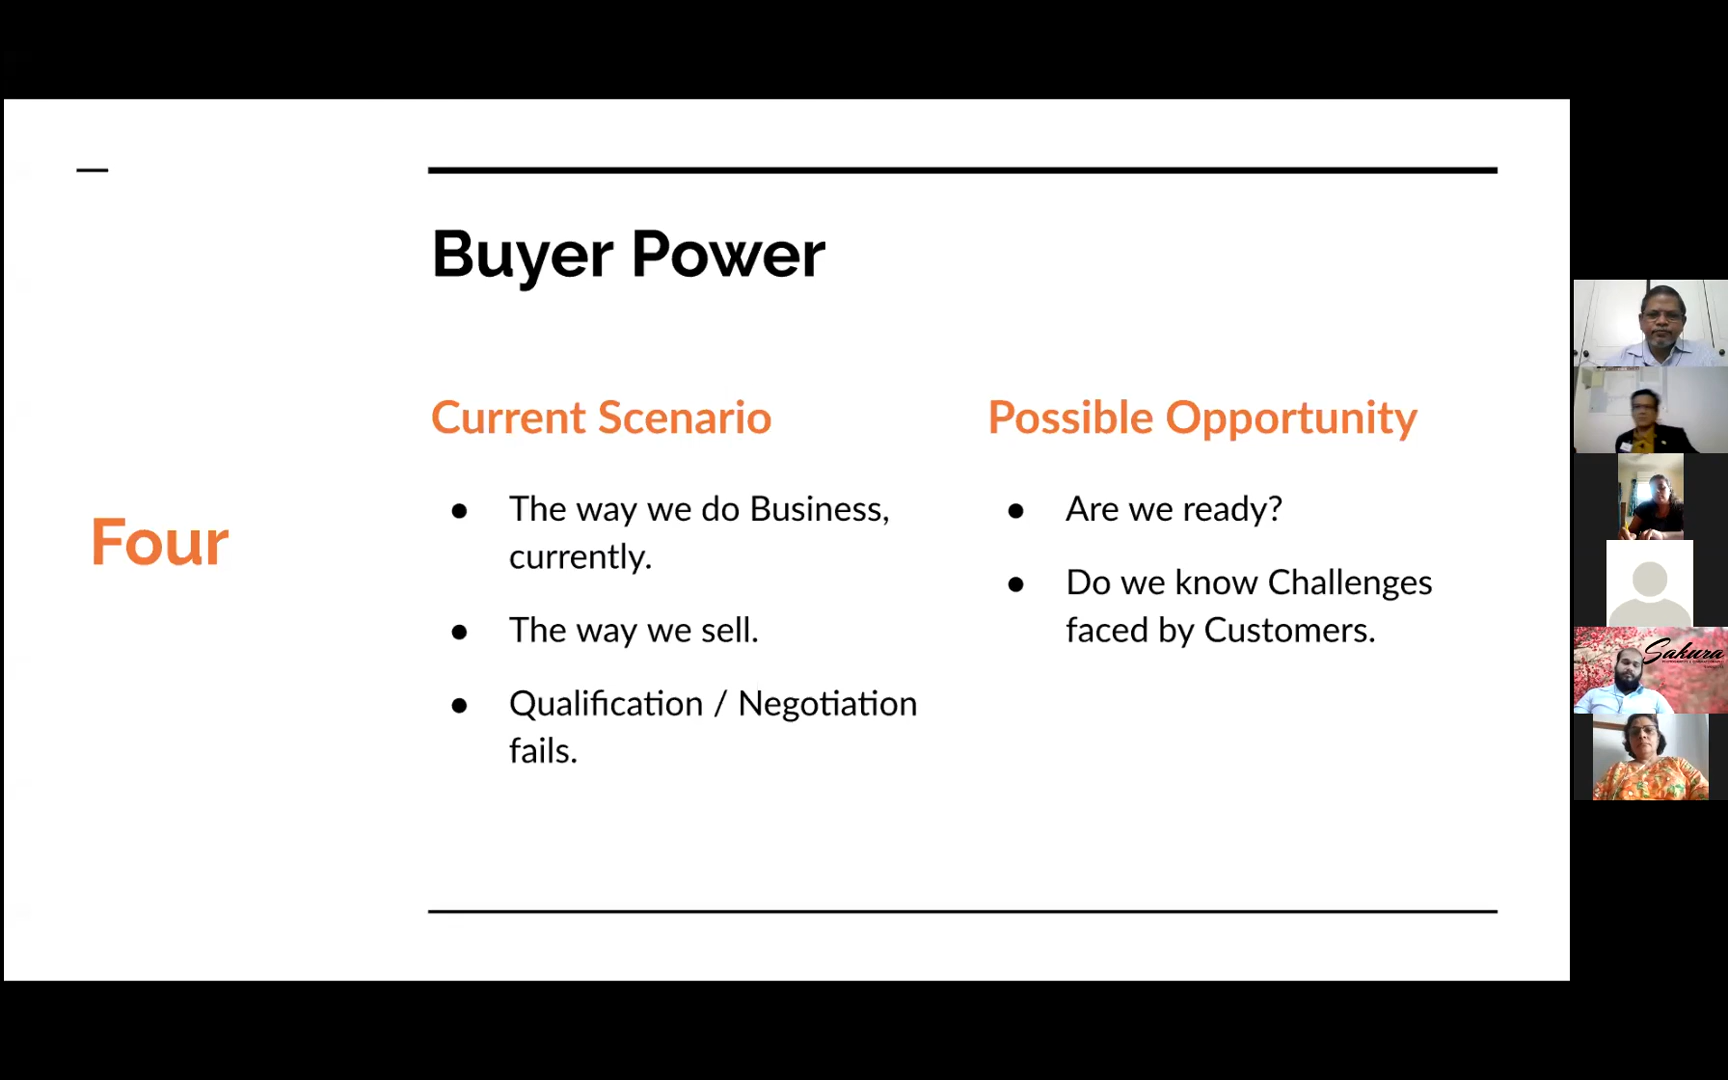 Buyer Power
Four
Current Scenario
● The way we do Business,
currently.
● The way we sell.
● Qualification / Negotiation
fails.
Possible Opportunity
● Are we ready?
● Do we know Challenges
faced by Customers.
Sakura